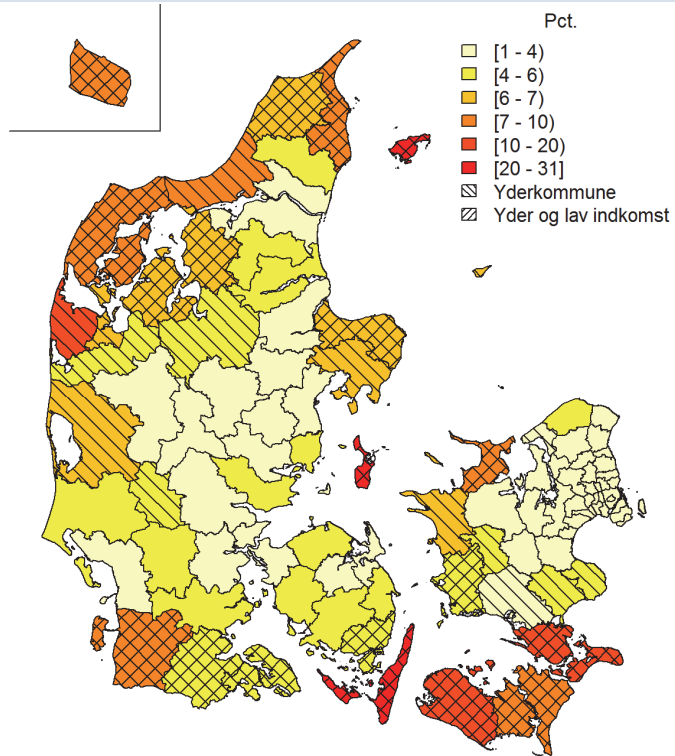 Pct.
[1 - 4)
[4 - 6)
[6 - 7)
[7 - 10)
[10 - 20)
[20 - 31]
Yderkommune
Yder og lav indkomst